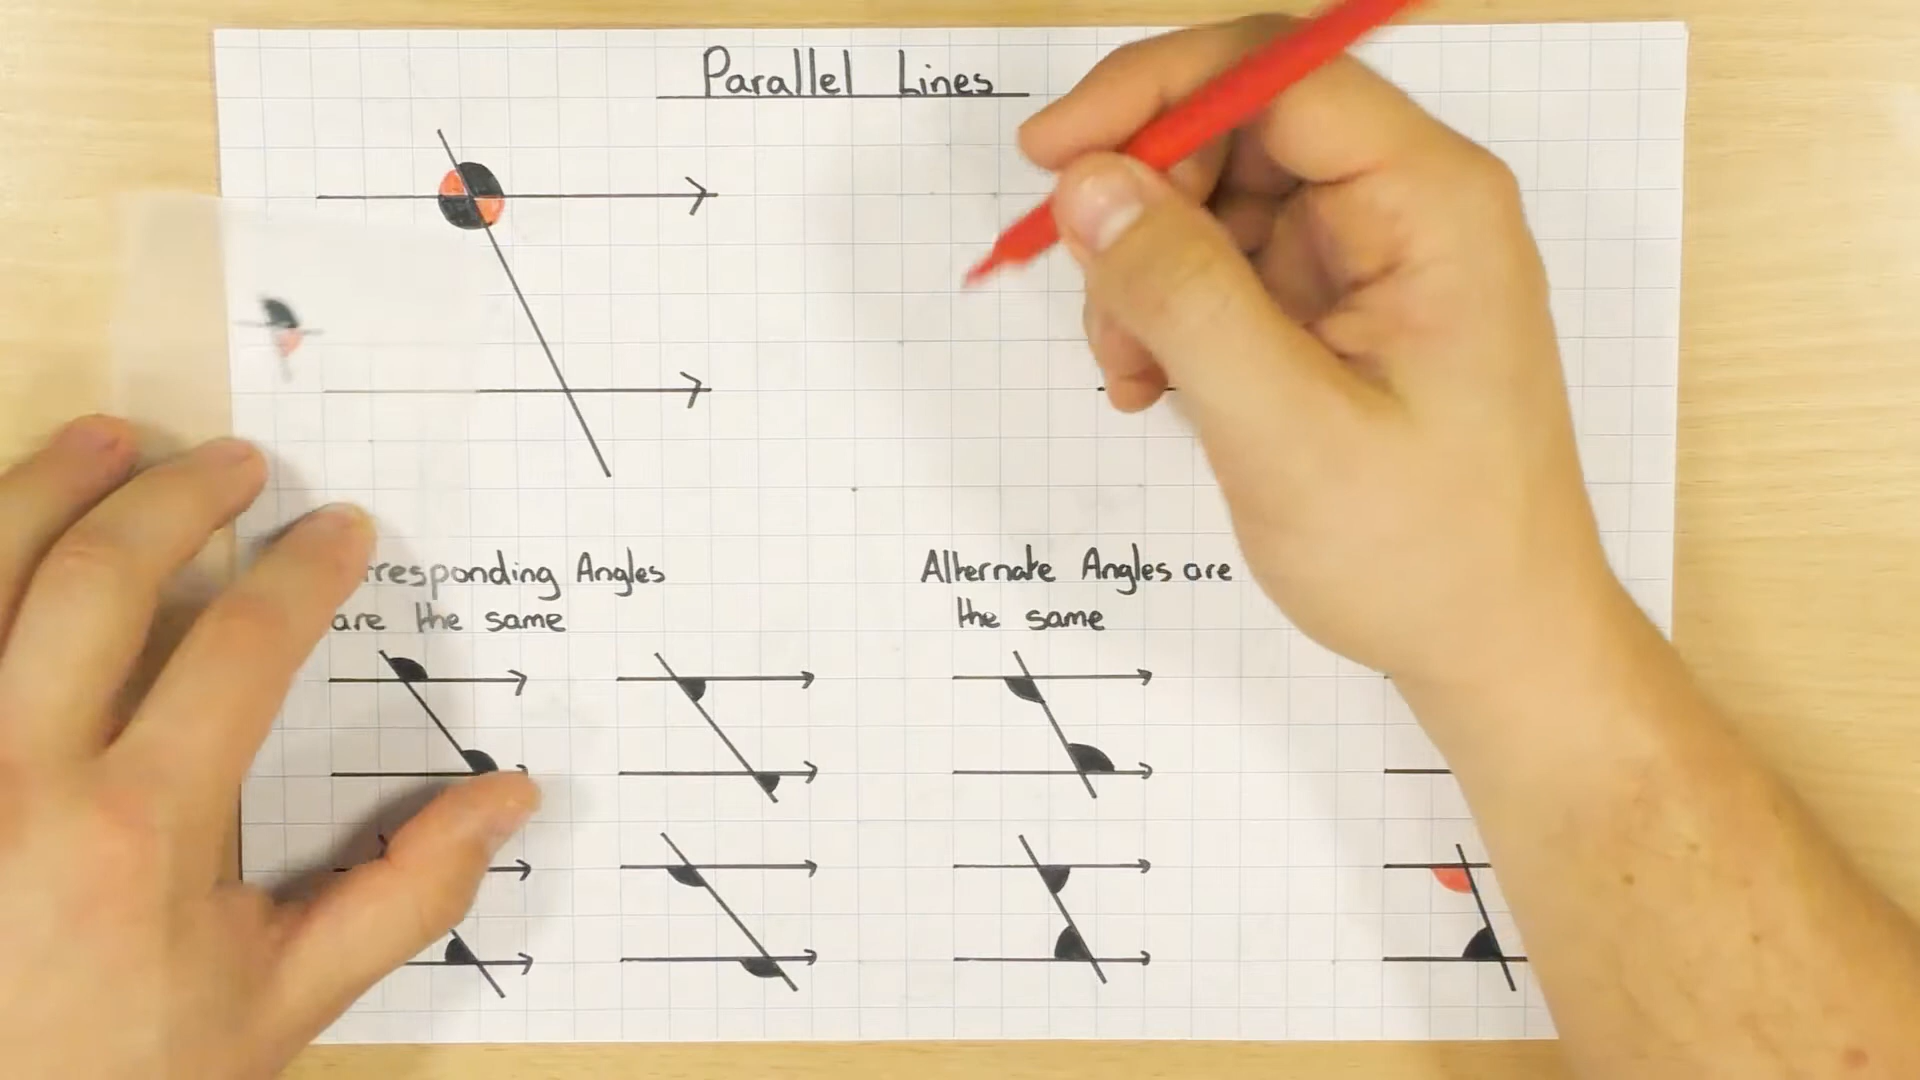 Parallel Lines
rresponding Angles
are the same
Alternate Angles are
the same